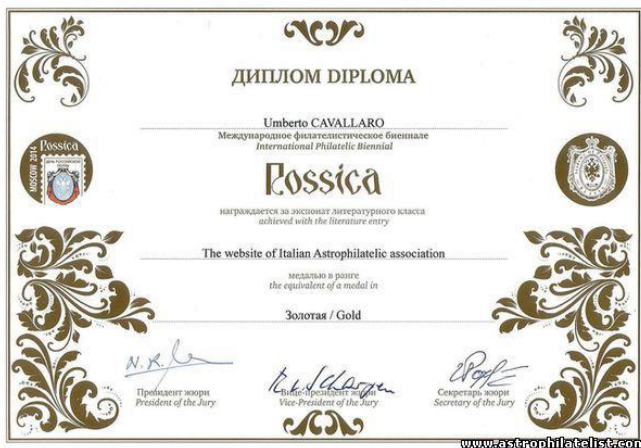 ДИПЛОМ DIPLOMA
Umberto CAVALLARO
Международное филателистическое биеннале
International Philatelic Biennial
Rossica
MOSCOW 2014
Rossica
награждается за экспонат литературного класса
achieved with the literature entry
The website of Italian Astrophilatelic association
медалью в ранге
the equivalent of a medal in
Золотая / Gold
Президент жюри
President of the Jury
Вице-президент жюри
Vice-President of the Jury
Секретарь жюри
Secretary of the Jury
www.astrophilatelist.com